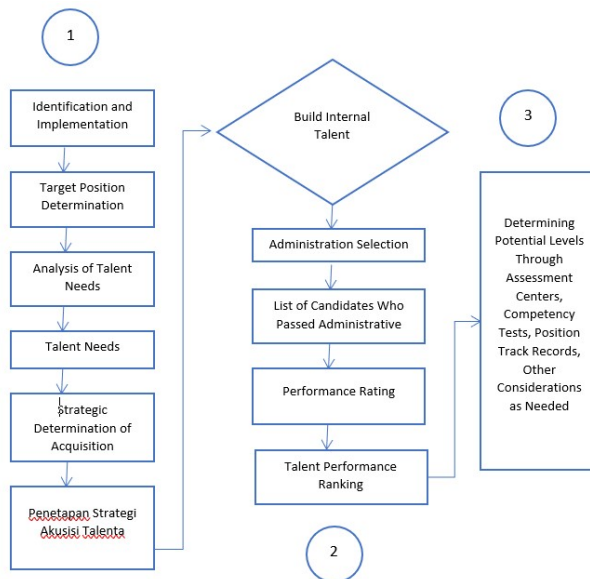 1
Identification and
Implementation
Target Position
Determination
Analysis of Talent
Needs
Talent Needs
Strategic
Determination of
Acquisition
Penetapan Strategi
Akusisi Talenta
Build Internal
Talent
Administration Selection
List of Candidates Who
Passed Administrative
Performance Rating
Talent Performance
Ranking
2
3
Determining
Potential Levels
Through
Assessment
Centers,
Competency
Tests, Position
Track Records,
Other
Considerations
as Needed